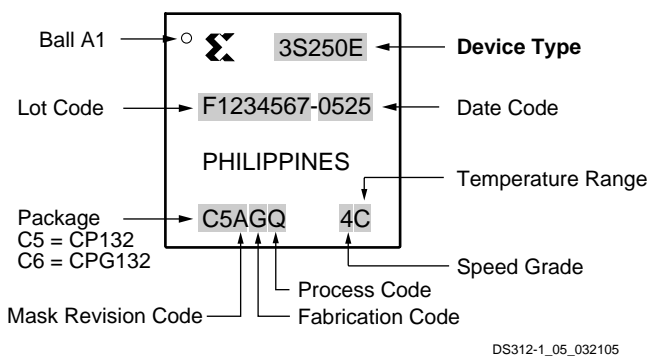 Ball A1
3S250E
Device Type
Lot Code
F1234567-0525
Date Code
PHILIPPINES
Temperature Range
Package
C5 = CP132
C6 = CPG132
C5AGQ
4C
Speed Grade
Process Code
Mask Revision Code
Fabrication Code
DS312-1_05_032105